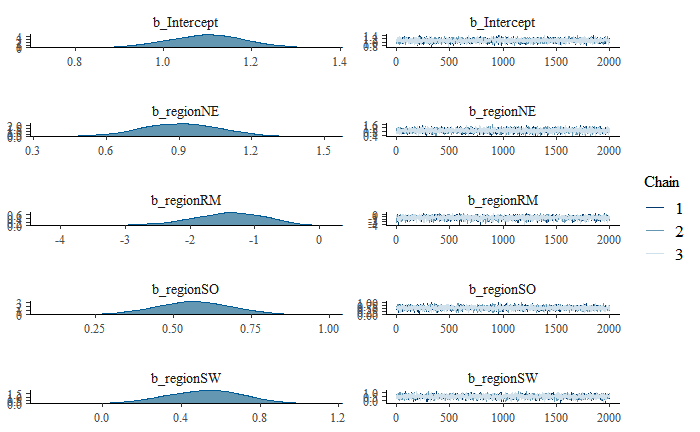 b_Intercept
0.8 1.0 1.2 1.4
b_Intercept
0 500 1000 1500 2000
b_regionNE
0.3 0.6 0.9 1.2 1.5
b_regionNE
0 500 1000 1500 2000
b_regionRM
-4 -3 -2 -1 0
b_regionRM
0 500 1000 1500 2000
b_regionSO
0.25 0.50 0.75 1.00
b_regionSO
0 500 1000 1500 2000
b_regionSW
0.0 0.4 0.8 1.2
b_regionSW
0 500 1000 1500 2000
Chain
1
2
3